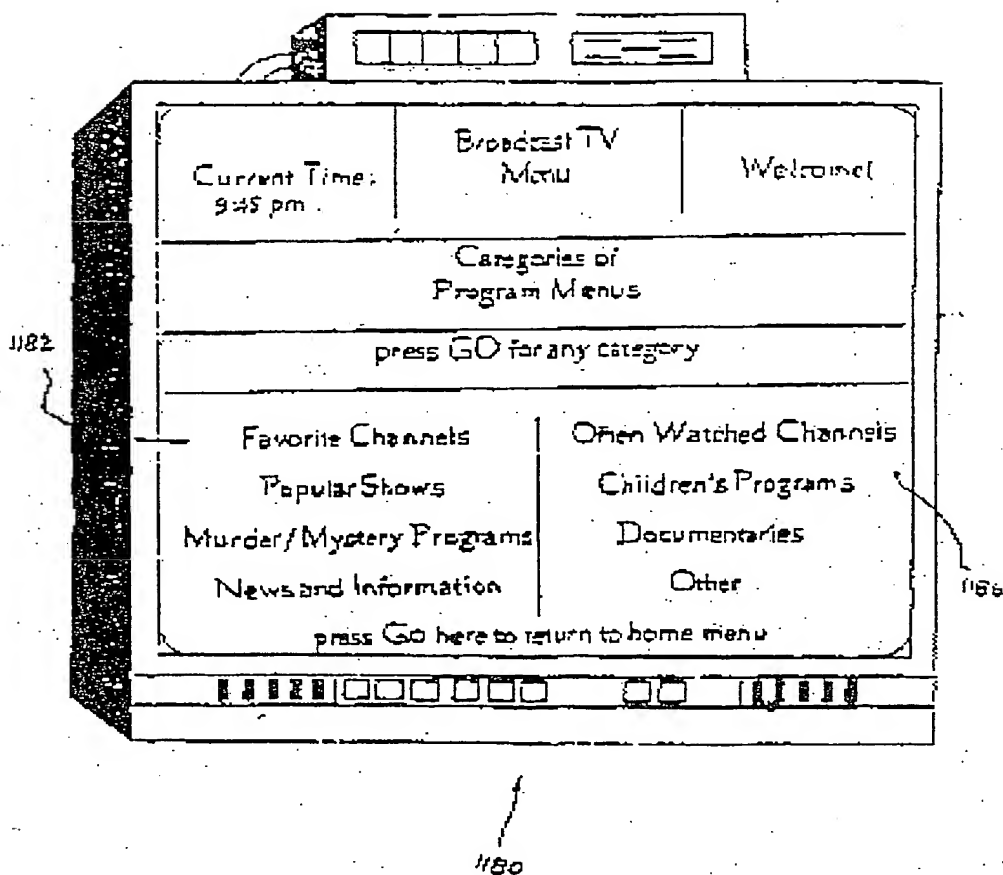 Current Time:
9:45 pm
Broadcast TV
Menu
Welcome!
Categories of
Program Menus
press GO for any category
1182
Favorite Channels
Often Watched Channels
Popular Shows
Children's Programs
Murder/Mystery Programs
Documentaries
News and Information
Other
1186
press Go here to return to home menu
1180